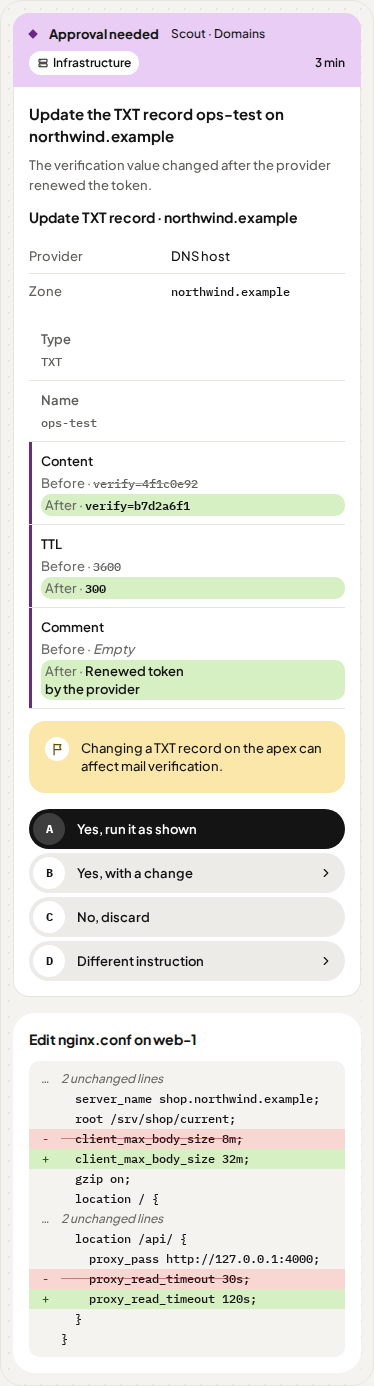 Approval needed Scout · Domains
Infrastructure 3 min
Update the TXT record ops-test on
northwind.example
The verification value changed after the provider
renewed the token.
Update TXT record · northwind.example
Provider DNS host
Zone northwind.example
Type
TXT
Name
ops-test
Content
Before · verify=4f1c0e92
After · verify=b7d2a6f1
TTL
Before · 3600
After · 300
Comment
Before · Empty
After · Renewed token
by the provider
Changing a TXT record on the apex can
affect mail verification.
A Yes, run it as shown
B Yes, with a change
C No, discard
D Different instruction
Edit nginx.conf on web-1
… 2 unchanged lines
server_name shop.northwind.example;
root /srv/shop/current;
- client_max_body_size 8m;
+ client_max_body_size 32m;
gzip on;
location / {
… 2 unchanged lines
location /api/ {
proxy_pass http://127.0.0.1:4000;
- proxy_read_timeout 30s;
+ proxy_read_timeout 120s;
}
}